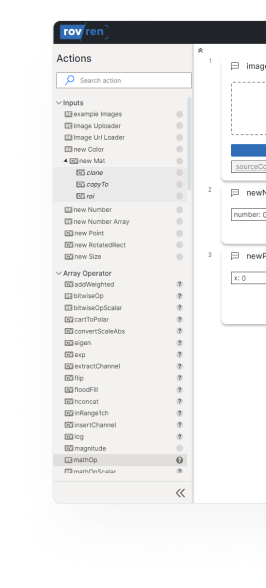 rovren
Actions
Search action
Inputs
example Images
Image Uploader
Image Url Loader
new Color
new Mat
clone
copyTo
roi
new Number
new Number Array
new Point
new RotatedRect
new Size
Array Operator
addWeighted
bitwiseOp
bitwiseOpScalar
cartToPolar
convertScaleAbs
eigen
exp
extractChannel
flip
floodFill
hconcat
inRange1ch
insertChannel
log
magnitude
mathOp
mathOpScalar
1
image
sourceCo
2
newN
number: 0
3
newP
x: 0